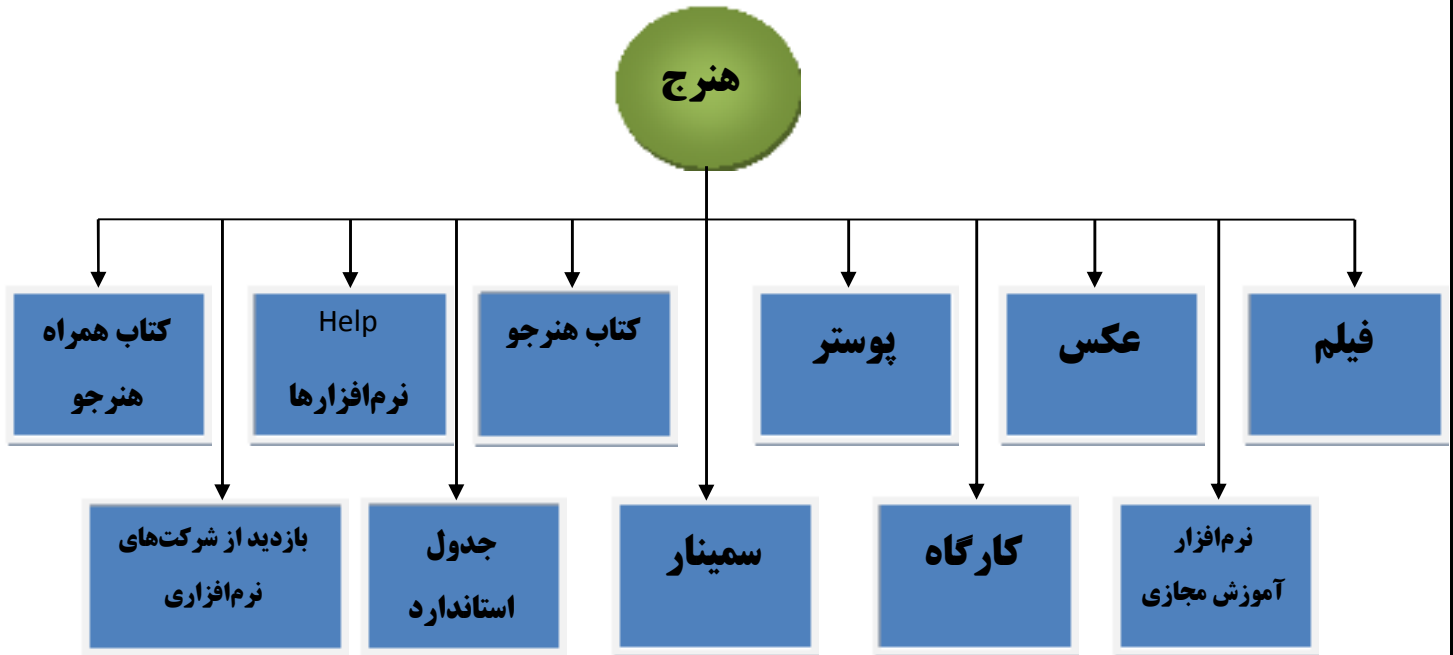 هنرج
فیلم
عکس
پوستر
کتاب هنرجو
Help
نرم‌افزارها
کتاب همراه
هنرجو
نرم‌افزار
آموزش مجازی
کارگاه
سمینار
جدول
استاندارد
بازدید از شرکت‌های
نرم‌افزاری